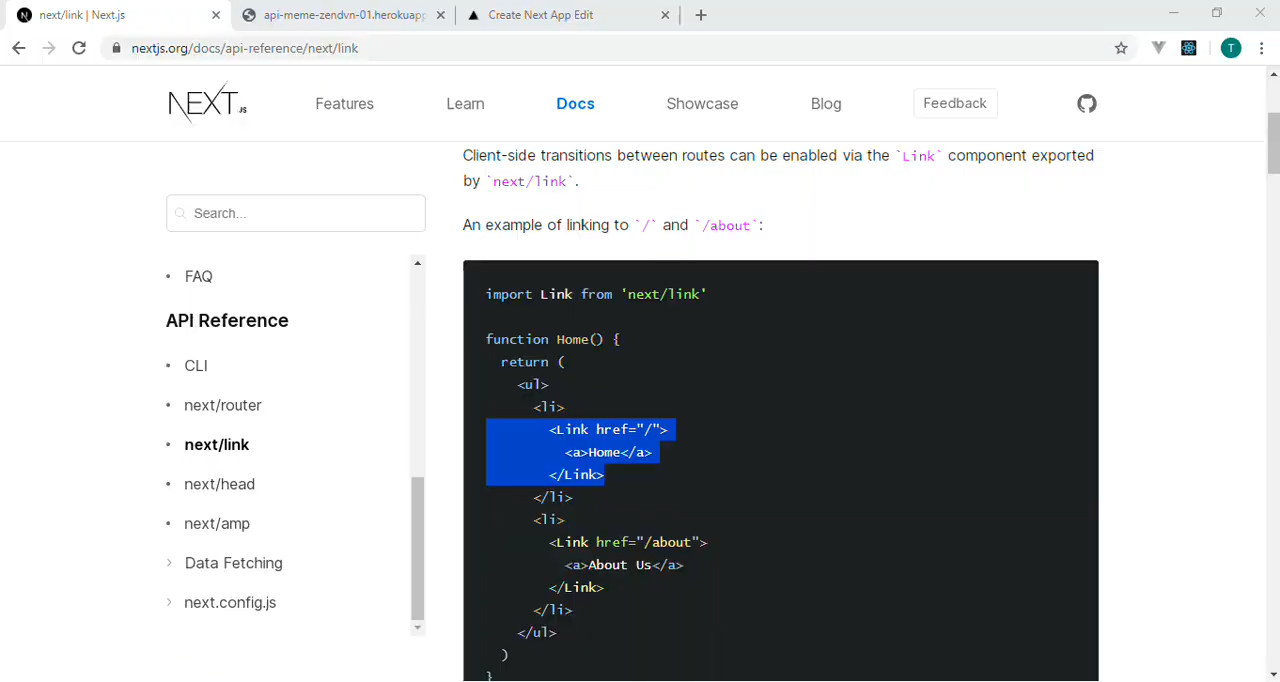 next/link | Next.js
api-meme-zendvn-01.herokuapp
Create Next App Edit
nextjs.org/docs/api-reference/next/link
T
NEXT.JS
Features
Learn
Docs
Showcase
Blog
Feedback
Search...
FAQ
API Reference
CLI
next/router
next/link
next/head
next/amp
Data Fetching
next.config.js
Client-side transitions between routes can be enabled via the `Link` component exported
by `next/link`.
An example of linking to `/` and `/about`:
import Link from 'next/link'
function Home() {
return (
<ul>
<li>
<Link href="/">
<a>Home</a>
</Link>
</li>
<li>
<Link href="/about">
<a>About Us</a>
</Link>
</li>
</ul>
)
}